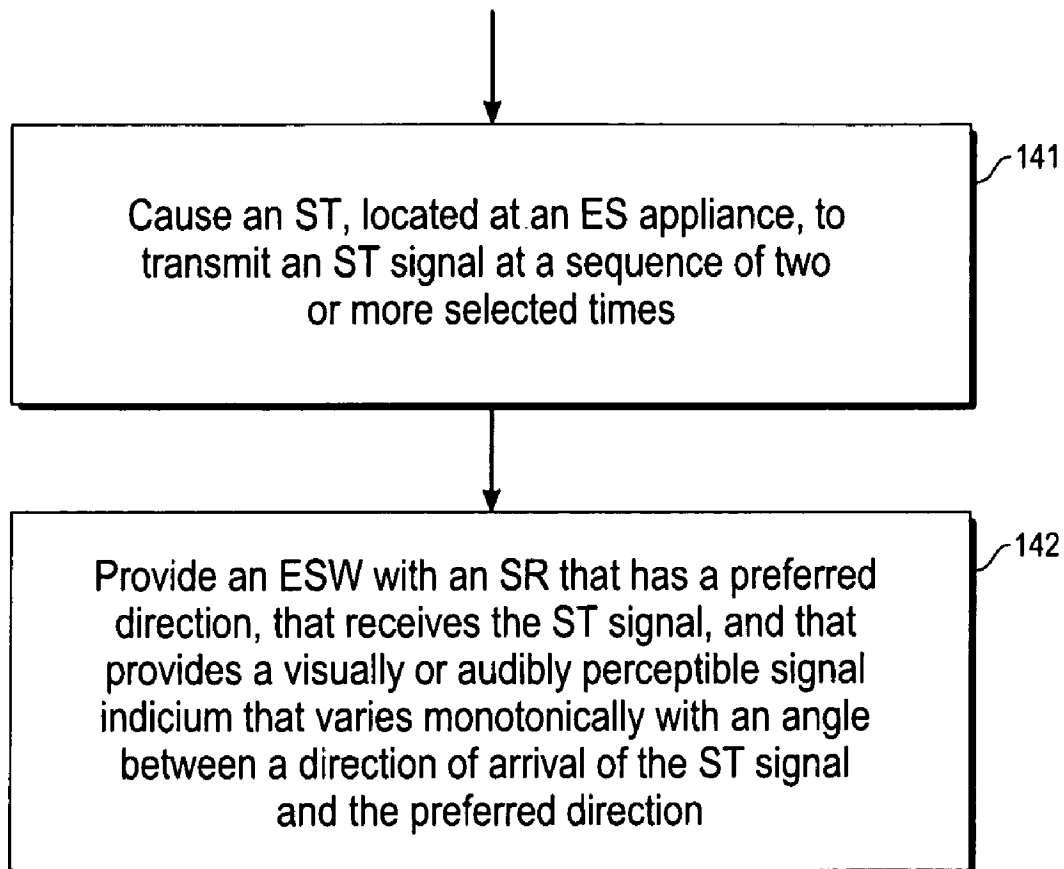 141
Cause an ST, located at an ES appliance, to
transmit an ST signal at a sequence of two
or more selected times
142
Provide an ESW with an SR that has a preferred
direction, that receives the ST signal, and that
provides a visually or audibly perceptible signal
indicium that varies monotonically with an angle
between a direction of arrival of the ST signal
and the preferred direction